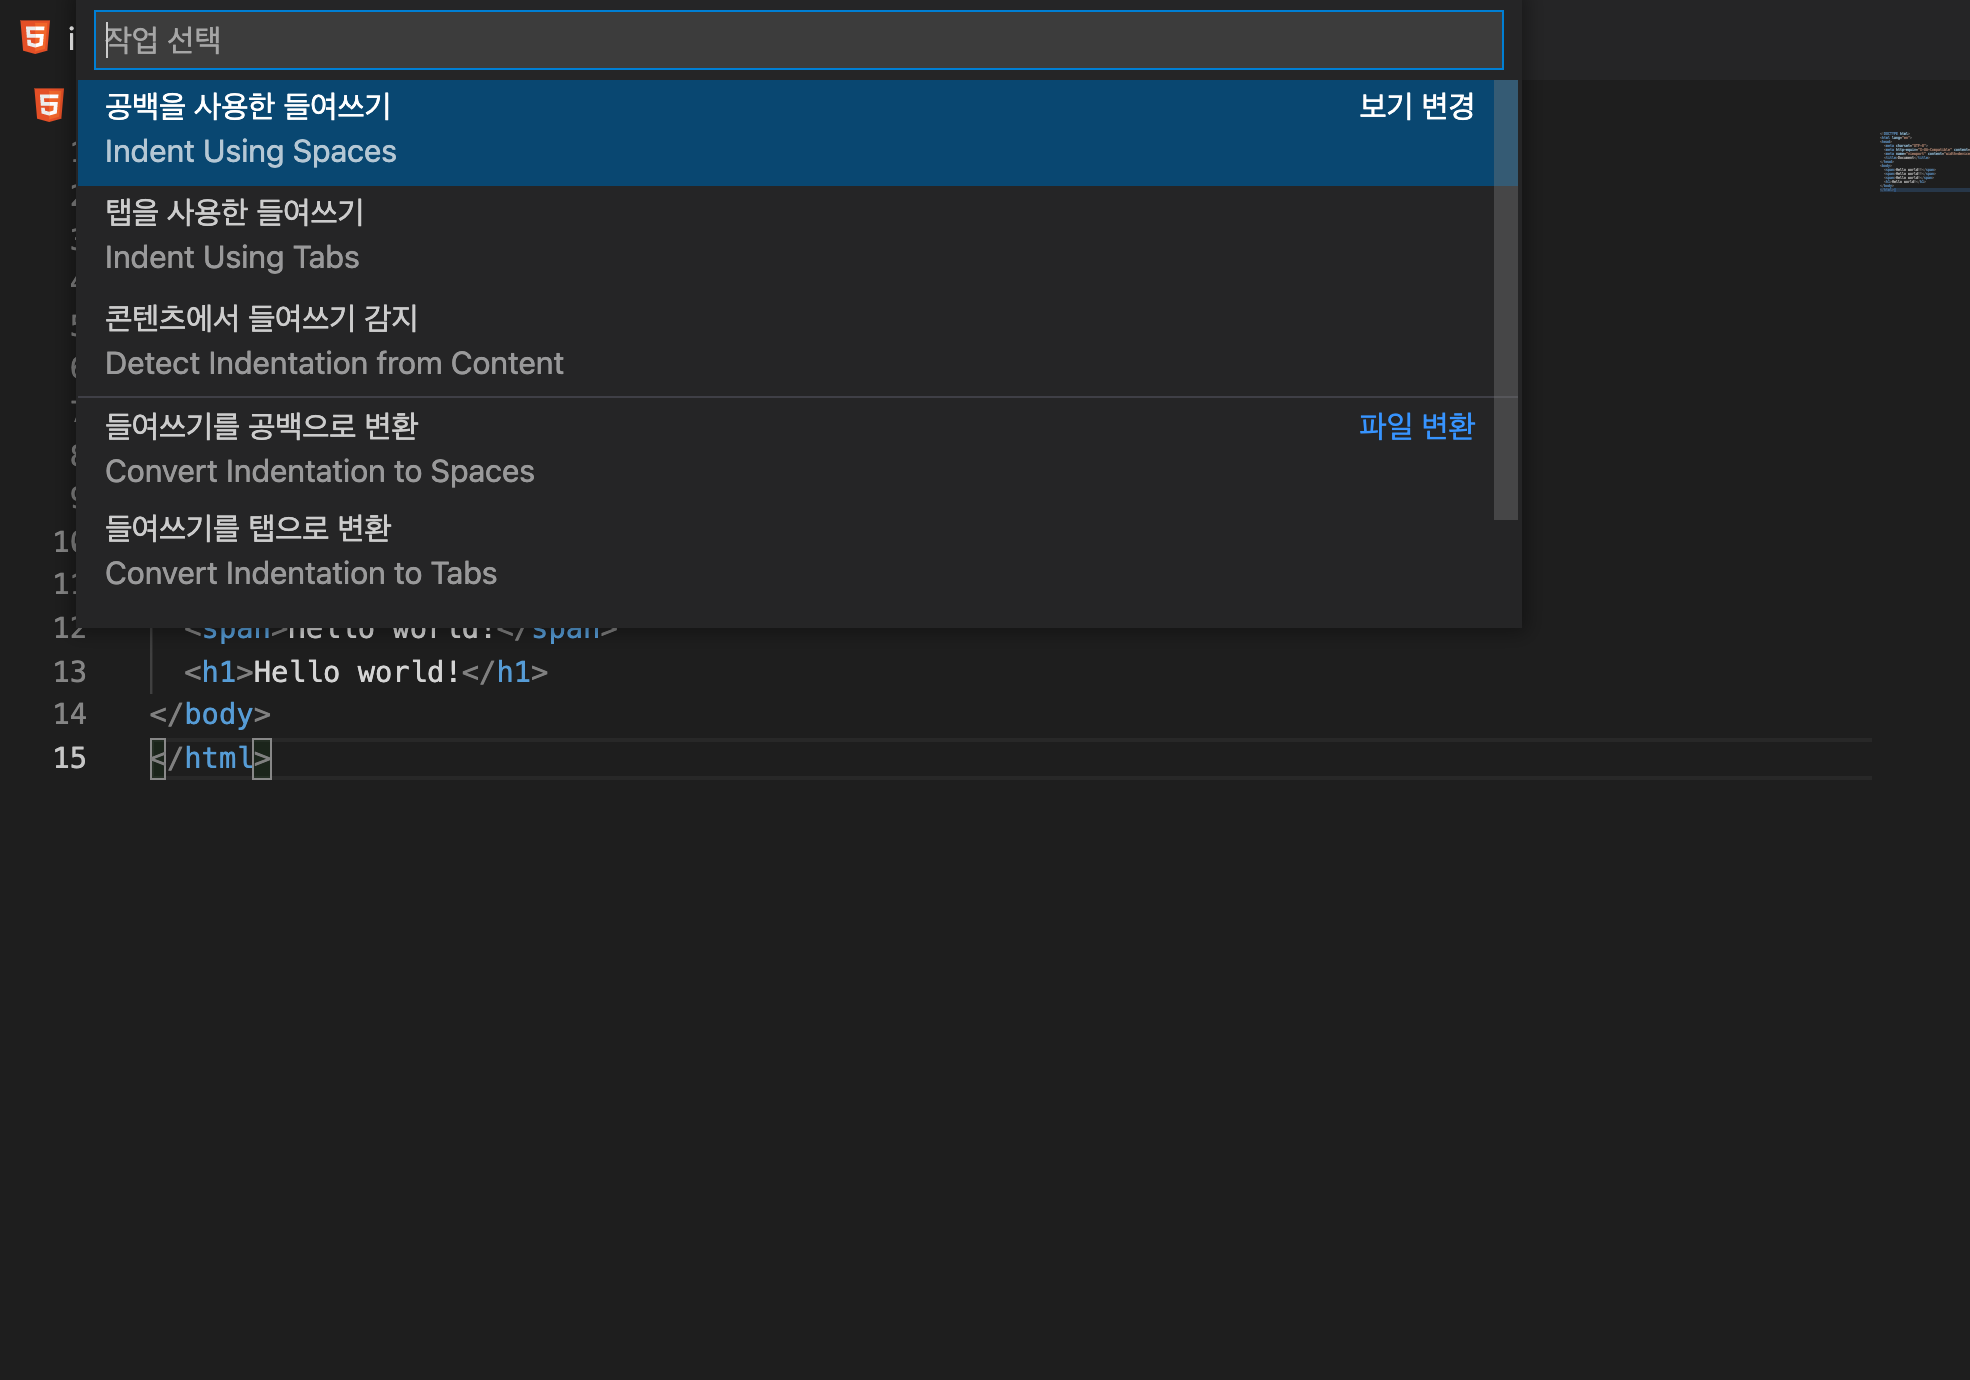 작업 선택
공백을 사용한 들여쓰기 보기 변경
Indent Using Spaces
탭을 사용한 들여쓰기
Indent Using Tabs
콘텐츠에서 들여쓰기 감지
Detect Indentation from Content
들여쓰기를 공백으로 변환 파일 변환
Convert Indentation to Spaces
들여쓰기를 탭으로 변환
Convert Indentation to Tabs
10
11
12 <span>Hello world!</span>
13 <h1>Hello world!</h1>
14 </body>
15 </html>